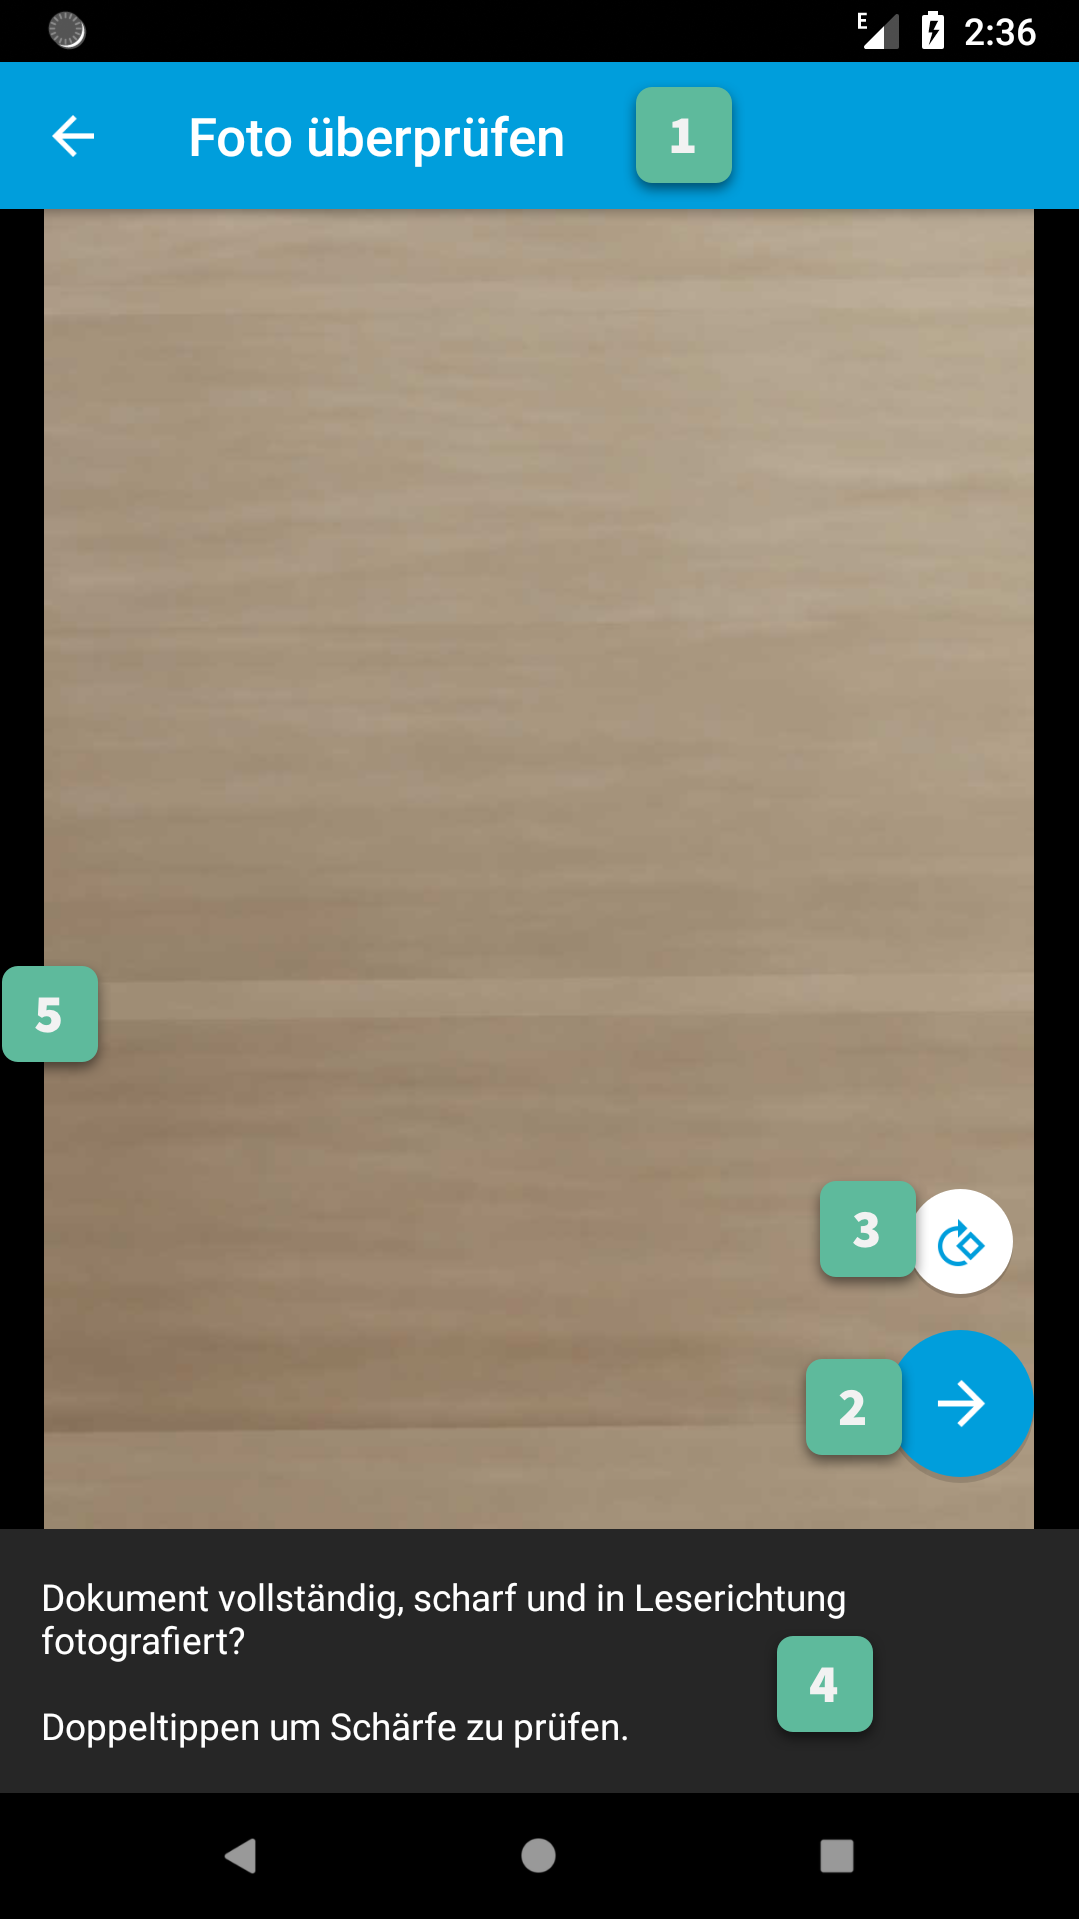 E 2:36
Foto überprüfen 1
5
3
2
Dokument vollständig, scharf und in Leserichtung
fotografiert?
4
Doppeltippen um Schärfe zu prüfen.